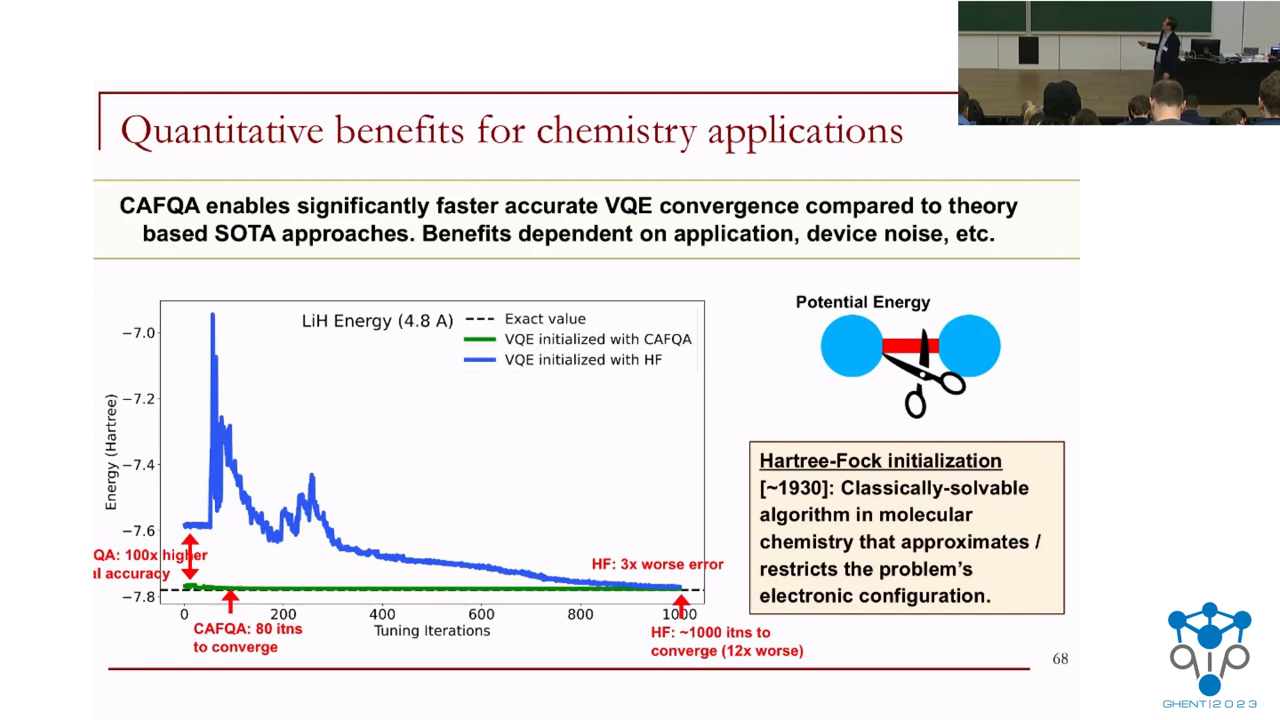 Quantitative benefits for chemistry applications
CAFQA enables significantly faster accurate VQE convergence compared to theory
based SOTA approaches. Benefits dependent on application, device noise, etc.
LiH Energy (4.8 A)
Exact value
VQE initialized with CAFQA
VQE initialized with HF
Energy (Hartree)
−7.0
−7.2
−7.4
−7.6
−7.8
QA: 100x higher
l accuracy
HF: 3x worse error
0
200
400
600
800
1000
Tuning Iterations
CAFQA: 80 itns
to converge
HF: ~1000 itns to
converge (12x worse)
Potential Energy
Hartree-Fock initialization
[~1930]: Classically-solvable
algorithm in molecular
chemistry that approximates /
restricts the problem's
electronic configuration.
68
qip
GHENT|2023